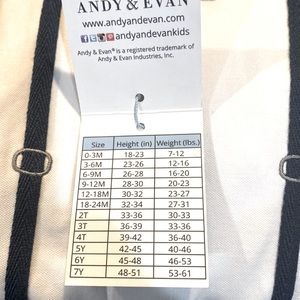 ANDY & EVAN
www.andyandevan.com
@andyandevankids
Andy & Evan® is a registered trademark of
Andy & Evan Industries, Inc.
Size Height (in) Weight (lbs.)
0-3M 18-23 7-12
3-6M 23-26 12-16
6-9M 26-28 16-20
9-12M 28-30 20-23
12-18M 30-32 23-27
18-24M 32-34 27-31
2T 33-36 30-33
3T 36-39 33-36
4T 39-42 36-40
5Y 42-45 40-46
6Y 45-48 46-53
7Y 48-51 53-61